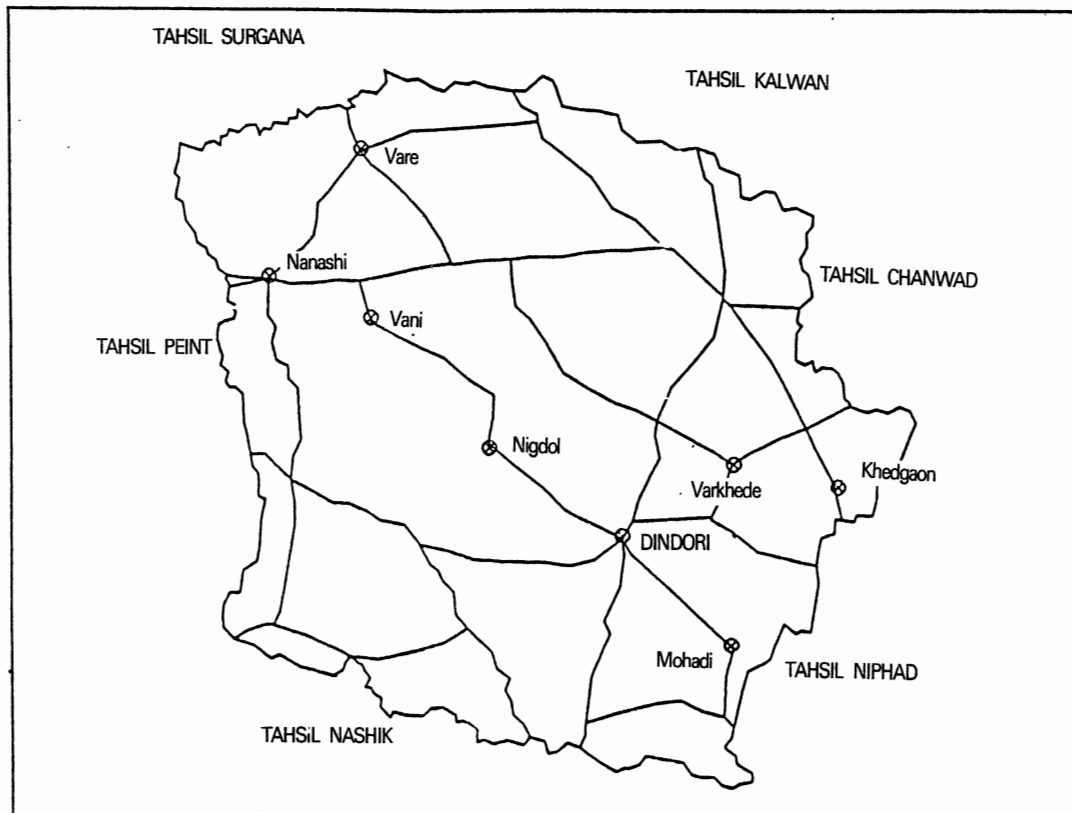 TAHSIL SURGANA
TAHSIL KALWAN
Vare
Nanashi
TAHSIL CHANWAD
Vani
TAHSIL PEINT
Nigdol
Khedgaon
Varkhede
DINDORI
Mohadi
TAHSIL NIPHAD
TAHSiL NASHIK